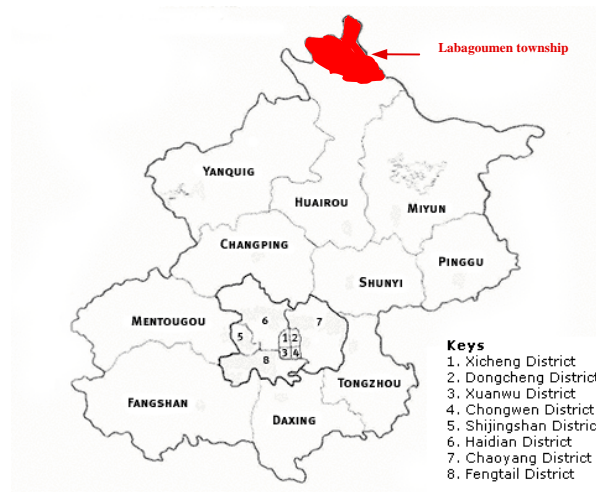 Labagoumen township
YANQUIG
HUAIROU
MIYUN
CHANGPING
PINGGU
SHUNYI
MENTOUGOU
6
7
5
1 2
3 4
8
TONGZHOU
FANGSHAN
DAXING
Keys
1. Xicheng District
2. Dongcheng District
3. Xuanwu District
4. Chongwen District
5. Shijingshan Distric
6. Haidian District
7. Chaoyang District
8. Fengtail District